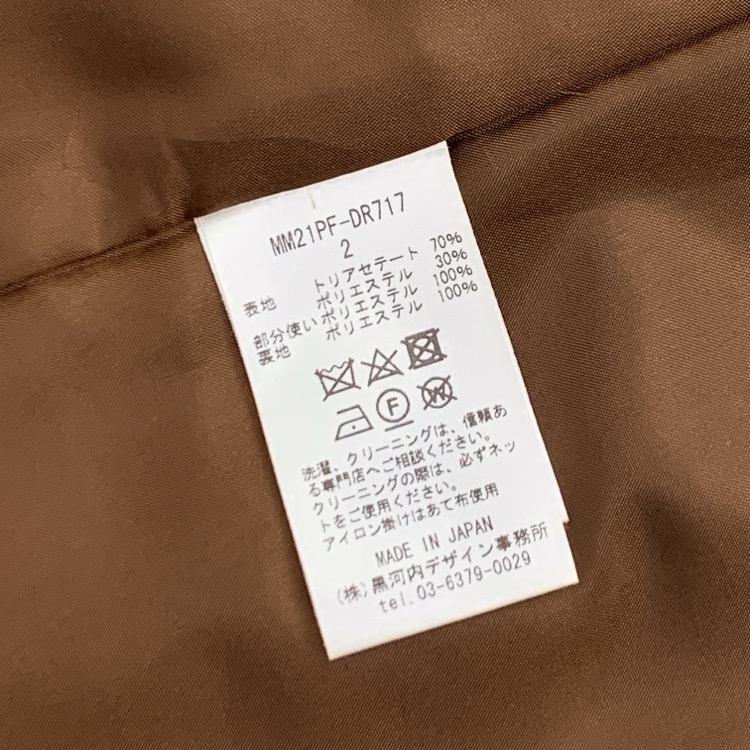 MM21PF-DR717
2
表地 トリアセテート 70%
ポリエステル 30%
部分使い ポリエステル 100%
裏地 ポリエステル 100%
F
W
洗濯、クリーニングは、信頼あ
る専門店へご相談ください。
クリーニングの際は、必ずネッ
トをご使用ください。
アイロン掛けはあて布使用
MADE IN JAPAN
(株)黒河内デザイン事務所
tel.03-6379-0029